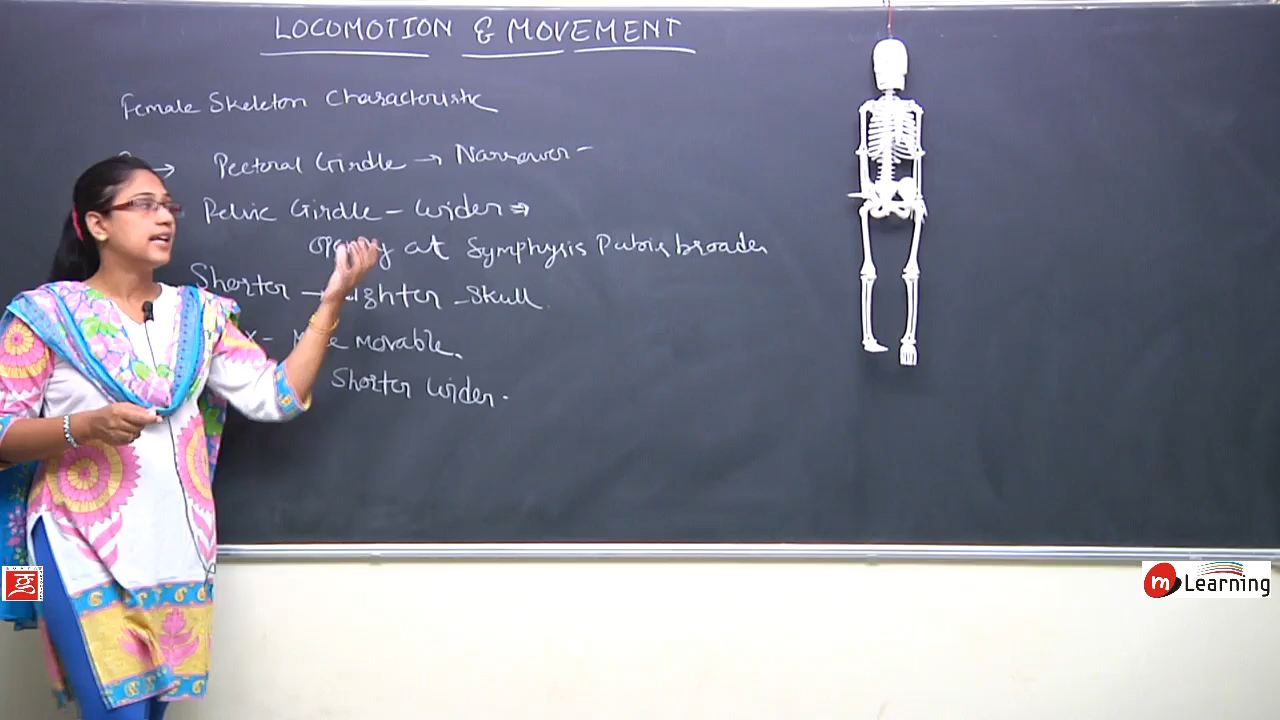 LOCOMOTION & MOVEMENT
Female Skeleton Characteristic
→ Pectoral Girdle → Narrower -
Pelvic Girdle - wider ⇒
at Symphysis Pubis broader
Shorter → Lighter - Skull.
x - movable.
Shorter wider.
m Learning